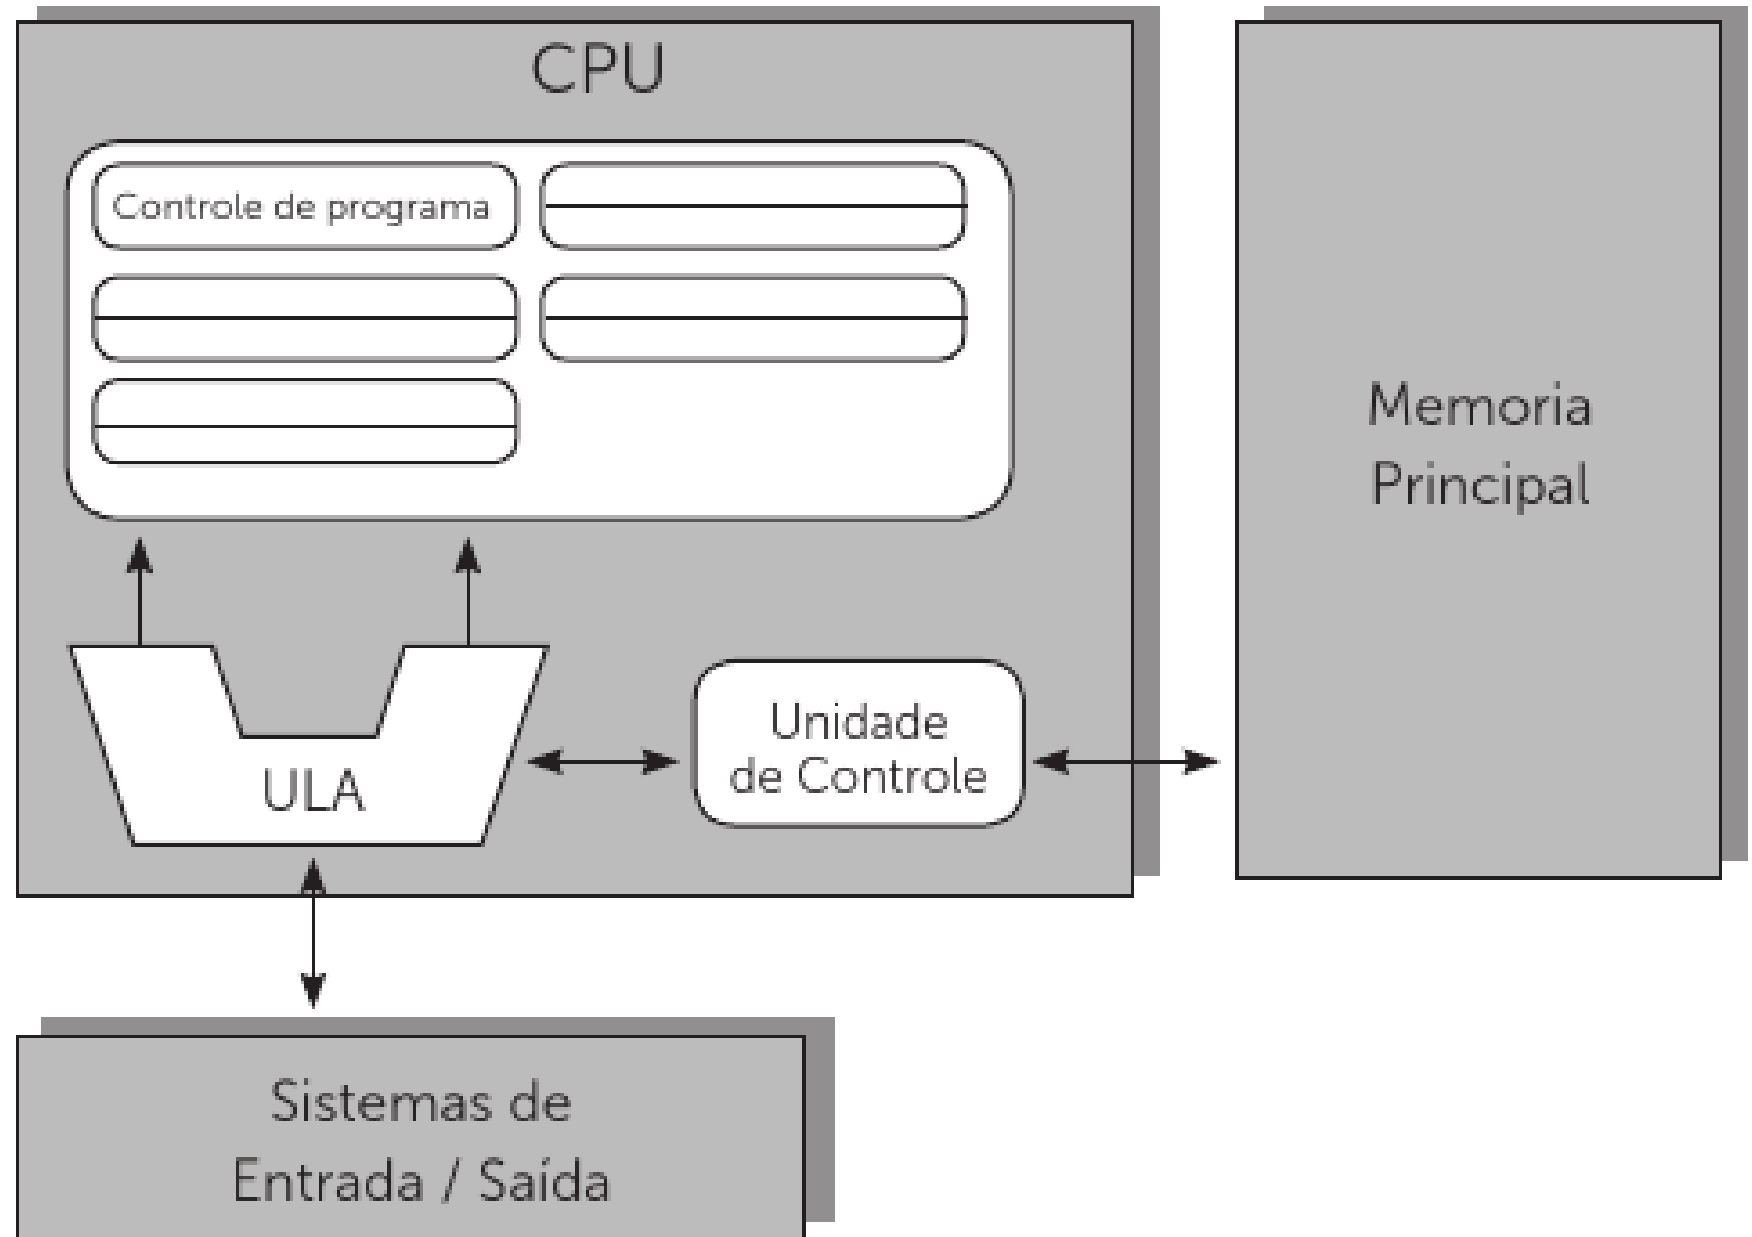 CPU
Controle de programa
Memoria
Principal
Unidade
de Controle
ULA
Sistemas de
Entrada / Saída